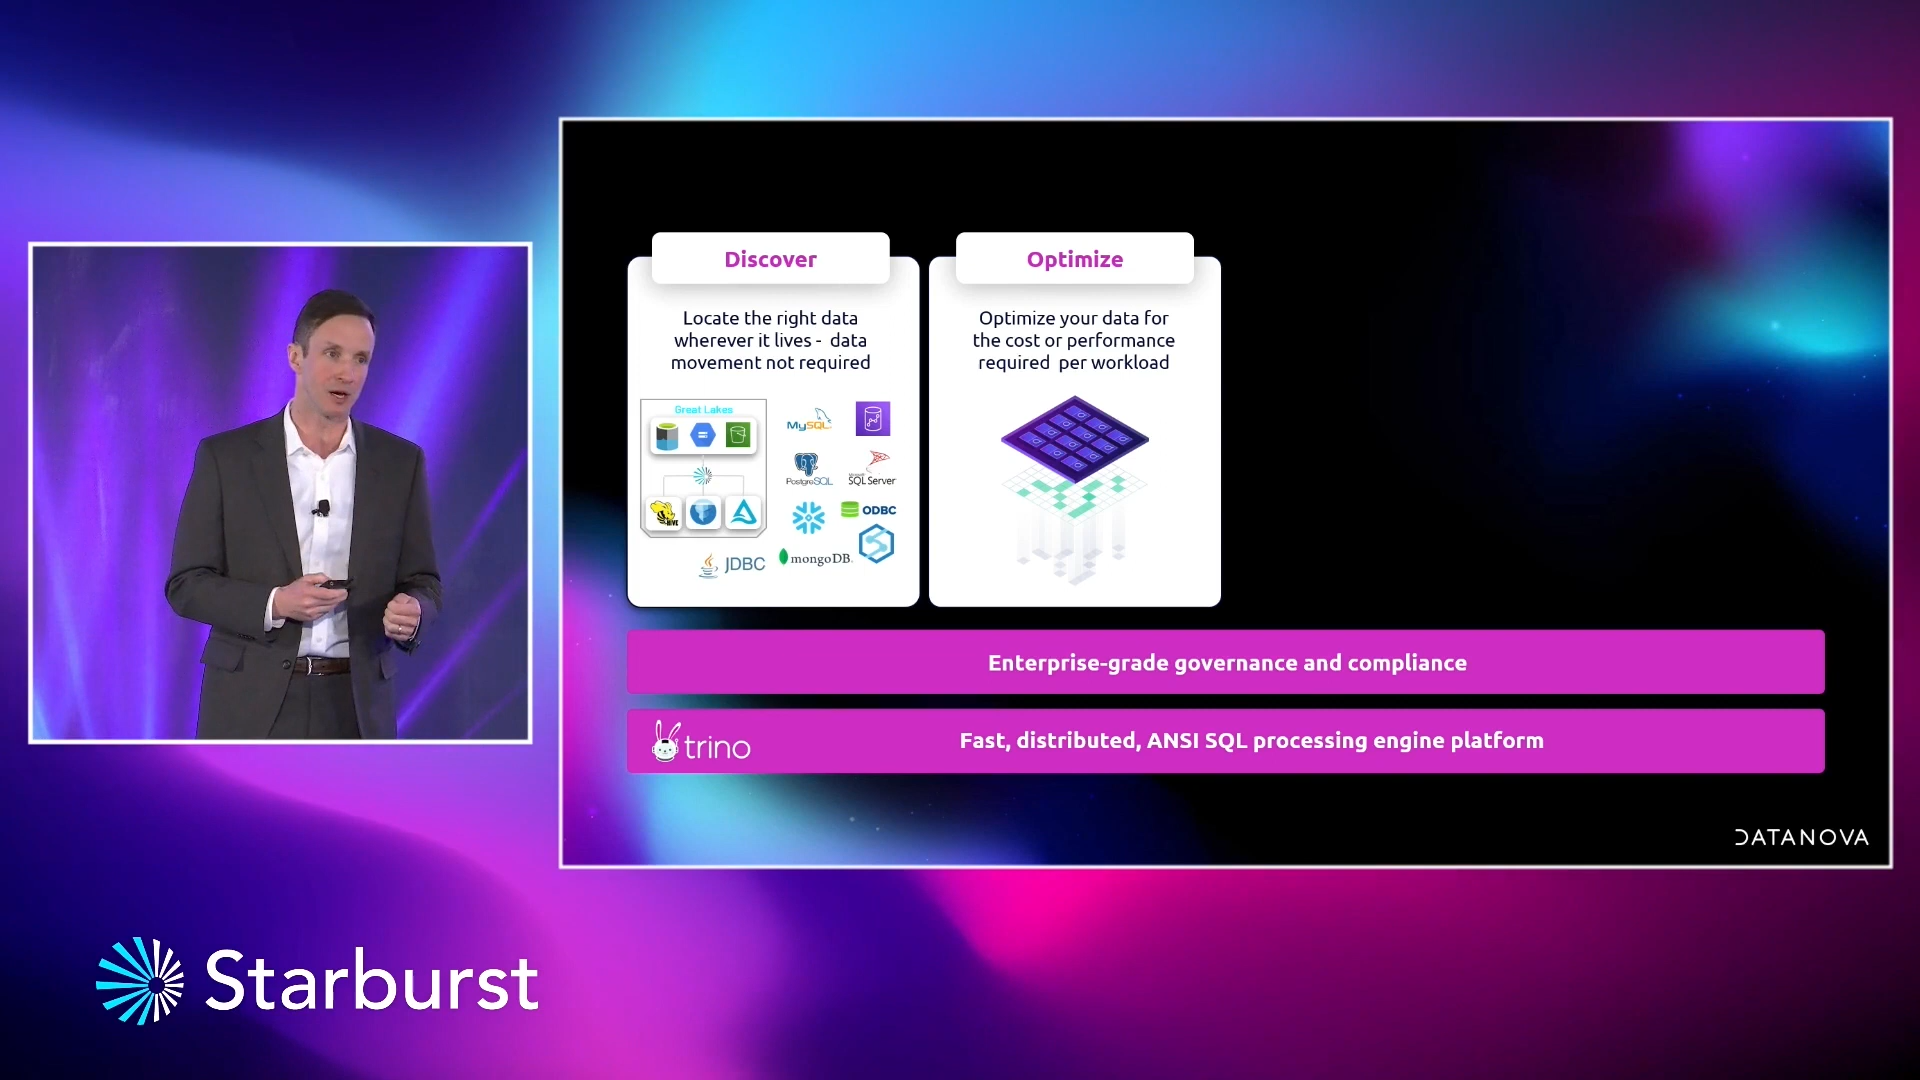 Discover
Locate the right data
wherever it lives - data
movement not required
Great Lakes
MySQL
PostgreSQL
SQL Server
HIVE
ODBC
JDBC
mongoDB.
Optimize
Optimize your data for
the cost or performance
required per workload
Enterprise-grade governance and compliance
trino
Fast, distributed, ANSI SQL processing engine platform
DATANOVA
Starburst